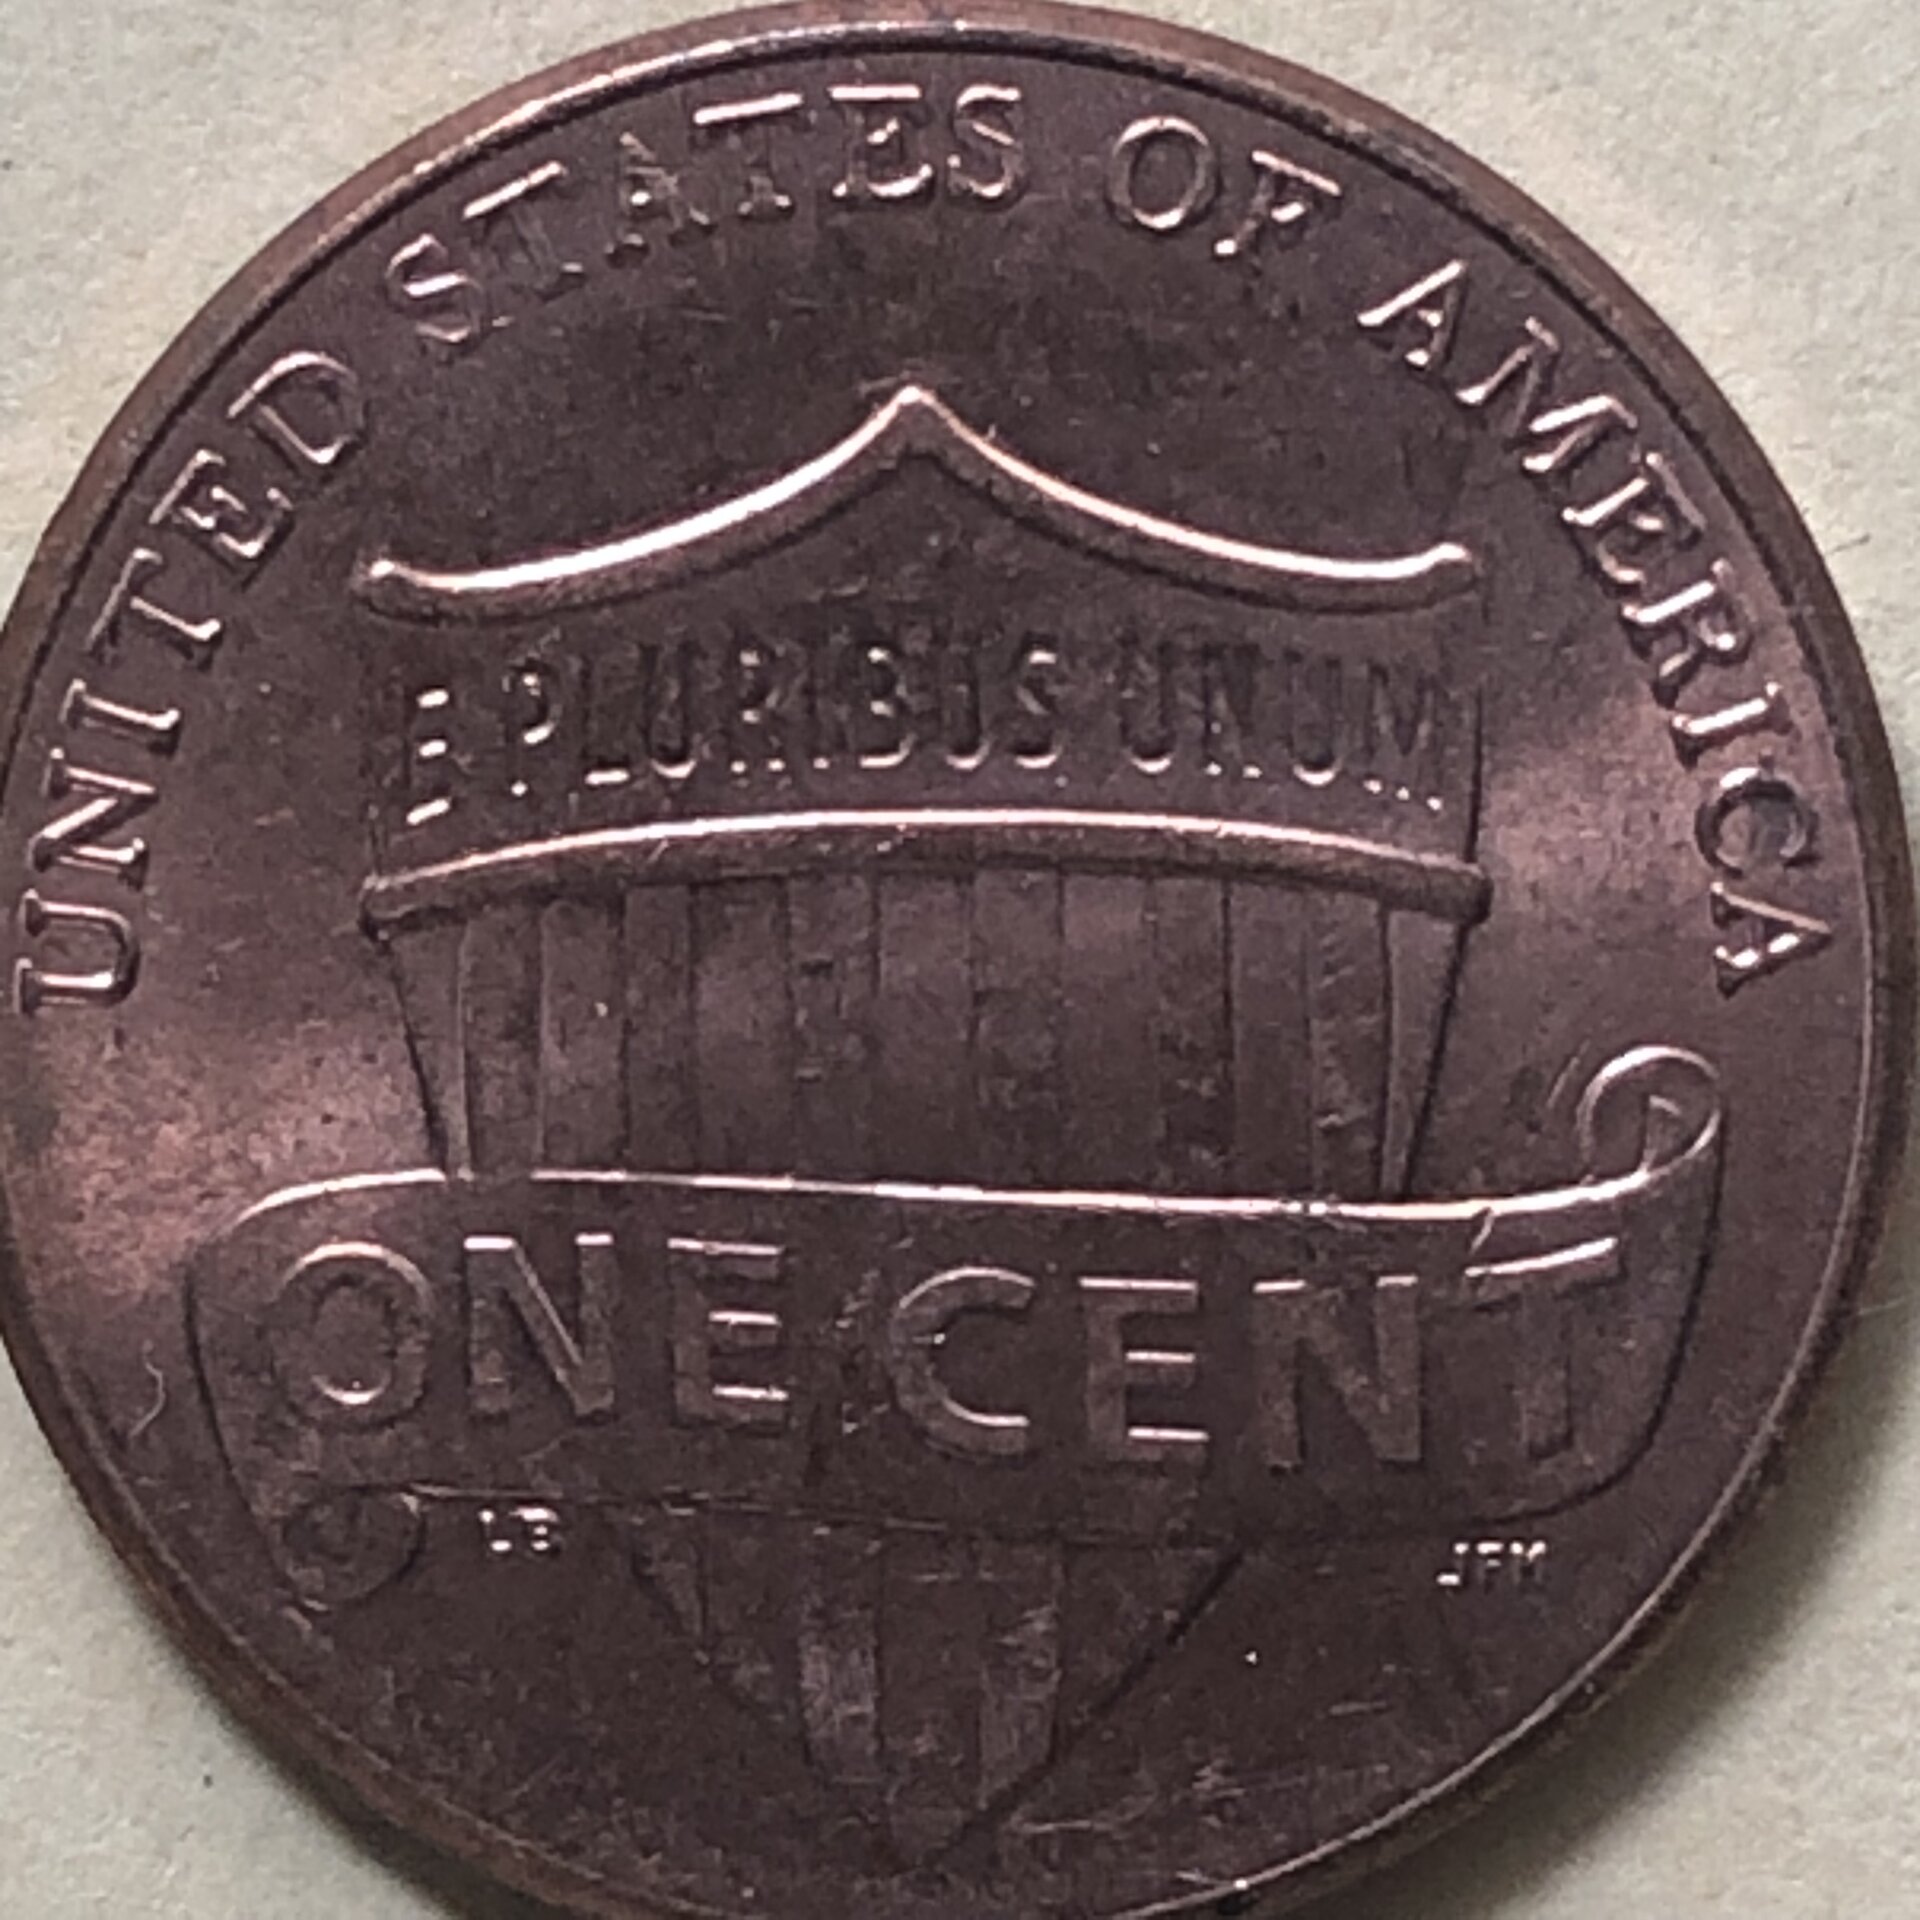 UNITED STATES OF AMERICA
E PLURIBUS UNUM
ONE CENT
LB
JFM